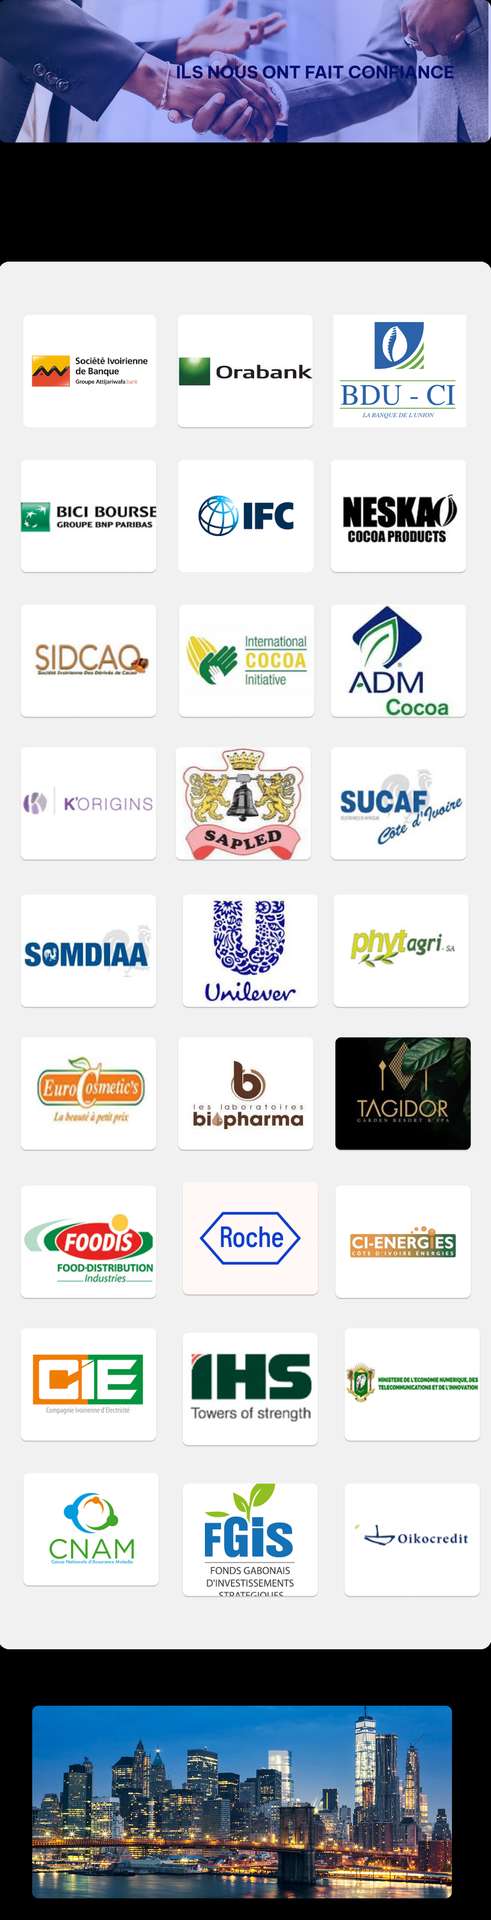 ILS NOUS ONT FAIT CONFIANCE
Société Ivoirienne
de Banque
Groupe Attijariwafa bank
Orabank
BDU - CI
LA BANQUE DE L'UNION
BICI BOURSE
GROUPE BNP PARIBAS
IFC
NESKAO
COCOA PRODUCTS
SIDCAO
Société Ivoirienne Des Dérivés de Cacao
International
COCOA
Initiative
ADM
Cocoa
K'ORIGINS
SAPLED
SUCAF
Côte d'Ivoire
SOMDIAA
Unilever
phytagri-SA
EuroCosmetic's
La beauté à petit prix
les laboratoires
biopharma
TAGIDOR
GARDEN RESORT & SPA
FOODIS
FOOD-DISTRIBUTION
Industries
Roche
CI-ENERGIES
COTE D'IVOIRE ENERGIES
CIE
Compagnie Ivoirienne d'Electricité
IHS
Towers of strength
MINISTERE DE L'ECONOMIE NUMERIQUE, DES
TELECOMMUNICATIONS ET DE L'INNOVATION
CNAM
Caisse Nationale d'Assurance Maladie
FGIS
FONDS GABONAIS
D'INVESTISSEMENTS
STRATEGIQUES
Oikocredit